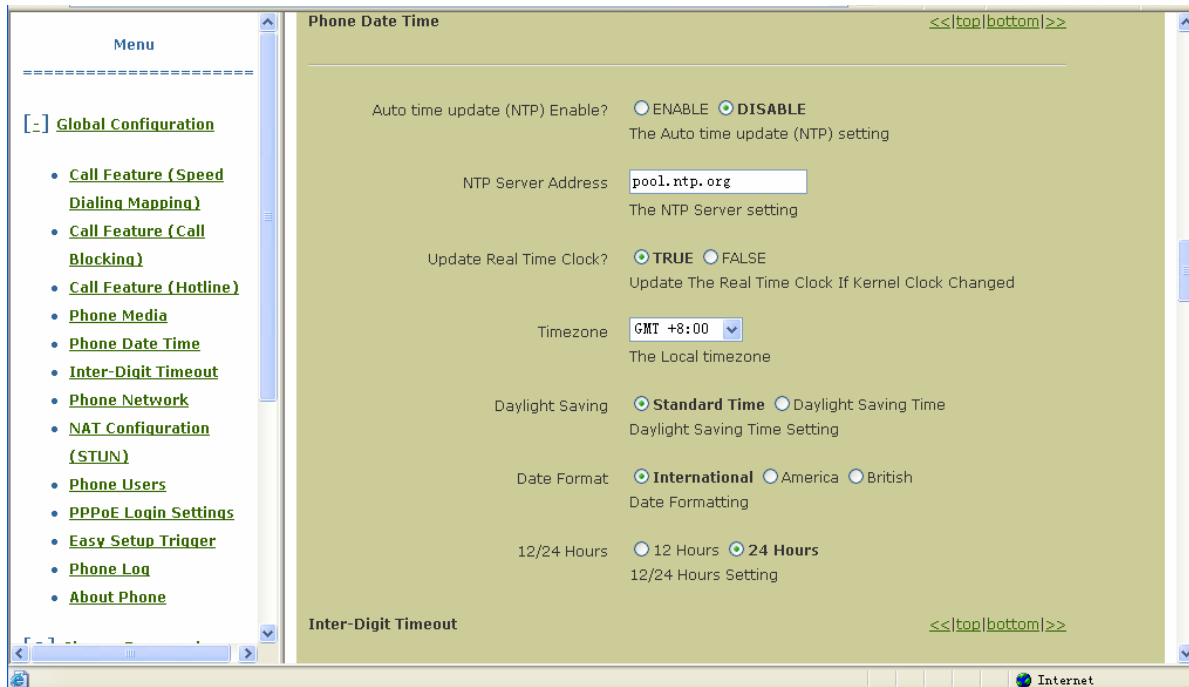 Menu
=======================
[-] Global Configuration
• Call Feature (Speed
Dialing Mapping)
• Call Feature (Call
Blocking)
• Call Feature (Hotline)
• Phone Media
• Phone Date Time
• Inter-Digit Timeout
• Phone Network
• NAT Configuration
(STUN)
• Phone Users
• PPPoE Login Settings
• Easy Setup Trigger
• Phone Log
• About Phone
Phone Date Time
<<|top|bottom|>>
Auto time update (NTP) Enable?
ENABLE DISABLE
The Auto time update (NTP) setting
NTP Server Address
pool.ntp.org
The NTP Server setting
Update Real Time Clock?
TRUE FALSE
Update The Real Time Clock If Kernel Clock Changed
Timezone
GMT +8:00
The Local timezone
Daylight Saving
Standard Time Daylight Saving Time
Daylight Saving Time Setting
Date Format
International America British
Date Formatting
12/24 Hours
12 Hours 24 Hours
12/24 Hours Setting
Inter-Digit Timeout
<<|top|bottom|>>
Internet